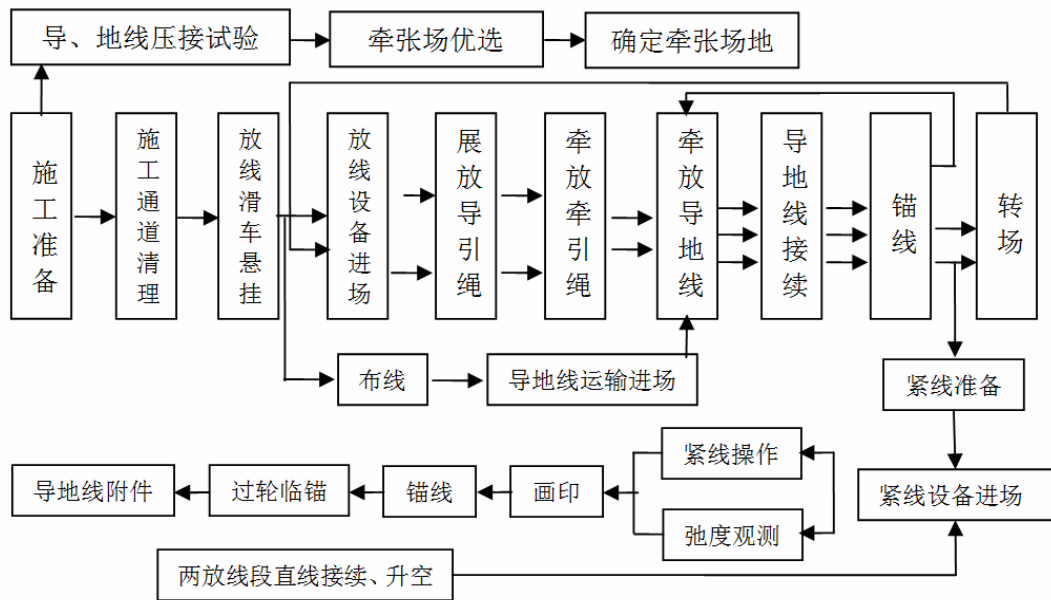 导、地线压接试验
牵张场优选
确定牵张场地
施工准备
施工通道清理
放线滑车悬挂
放线设备进场
展放导引绳
牵放牵引绳
牵放导地线
导地线接续
锚线
转场
布线
导地线运输进场
紧线准备
紧线操作
导地线附件
过轮临锚
锚线
画印
紧线设备进场
弛度观测
两放线段直线接续、升空